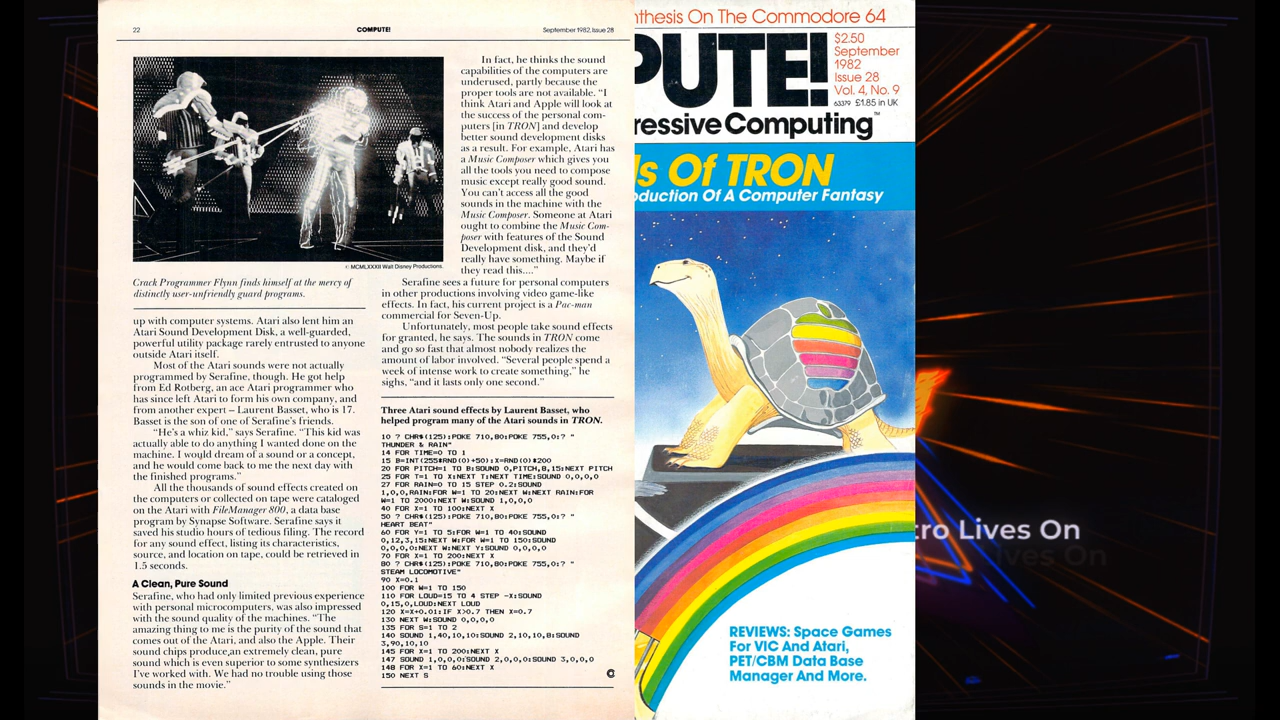 22
COMPUTE!
September 1982, Issue 28
© MCMLXXXII Walt Disney Productions.
Crack Programmer Flynn finds himself at the mercy of
distinctly user-unfriendly guard programs.
up with computer systems. Atari also lent him an
Atari Sound Development Disk, a well-guarded,
powerful utility package rarely entrusted to anyone
outside Atari itself.
Most of the Atari sounds were not actually
programmed by Serafine, though. He got help
from Ed Rotberg, an ace Atari programmer who
has since left Atari to form his own company, and
from another expert – Laurent Basset, who is 17.
Basset is the son of one of Serafine's friends.
"He's a whiz kid," says Serafine. "This kid was
actually able to do anything I wanted done on the
machine. I would dream of a sound or a concept,
and he would come back to me the next day with
the finished programs."
All the thousands of sound effects created on
the computers or collected on tape were cataloged
on the Atari with FileManager 800, a data base
program by Synapse Software. Serafine says it
saved his studio hours of tedious filing. The record
for any sound effect, listing its characteristics,
source, and location on tape, could be retrieved in
1.5 seconds.
A Clean, Pure Sound
Serafine, who had only limited previous experience
with personal microcomputers, was also impressed
with the sound quality of the machines. "The
amazing thing to me is the purity of the sound that
comes out of the Atari, and also the Apple. Their
sound chips produce an extremely clean, pure
sound which is even superior to some synthesizers
I've worked with. We had no trouble using those
sounds in the movie."
In fact, he thinks the sound
capabilities of the computers are
underused, partly because the
proper tools are not available. "I
think Atari and Apple will look at
the success of the personal com-
puters [in TRON] and develop
better sound development disks
as a result. For example, Atari has
a Music Composer which gives you
all the tools you need to compose
music except really good sound.
You can't access all the good
sounds in the machine with the
Music Composer. Someone at Atari
ought to combine the Music Com-
poser with features of the Sound
Development disk, and they'd
really have something. Maybe if
they read this...."
Serafine sees a future for personal computers
in other productions involving video game-like
effects. In fact, his current project is a Pac-man
commercial for Seven-Up.
Unfortunately, most people take sound effects
for granted, he says. The sounds in TRON come
and go so fast that almost nobody realizes the
amount of labor involved. "Several people spend a
week of intense work to create something," he
sighs, "and it lasts only one second."
Three Atari sound effects by Laurent Basset, who
helped program many of the Atari sounds in TRON.
10 ? CHR$(125):POKE 710,80:POKE 755,0:? "
THUNDER & RAIN"
14 FOR TIME=0 TO 1
15 B=INT(255*RND(0)+50):X=RND(0)*200
20 FOR PITCH=1 TO B:SOUND 0,PITCH,8,15:NEXT PITCH
25 FOR T=1 TO X:NEXT T:NEXT TIME:SOUND 0,0,0,0
27 FOR RAIN=0 TO 15 STEP 0.2:SOUND
1,0,0,RAIN:FOR W=1 TO 20:NEXT W:NEXT RAIN:FOR
W=1 TO 2000:NEXT W:SOUND 1,0,0,0
40 FOR X=1 TO 100:NEXT X
50 ? CHR$(125):POKE 710,80:POKE 755,0:? "
HEART BEAT"
60 FOR Y=1 TO 5:FOR W=1 TO 40:SOUND
0,12,3,15:NEXT W:FOR W=1 TO 150:SOUND
0,0,0,0:NEXT W:NEXT Y:SOUND 0,0,0,0
70 FOR X=1 TO 200:NEXT X
80 ? CHR$(125):POKE 710,80:POKE 755,0:? "
STEAM LOCOMOTIVE"
90 X=0.1
100 FOR W=1 TO 150
110 FOR LOUD=15 TO 4 STEP -X:SOUND
0,15,0,LOUD:NEXT LOUD
120 X=X+0.01:IF X>0.7 THEN X=0.7
130 NEXT W:SOUND 0,0,0,0
135 FOR S=1 TO 2
140 SOUND 1,40,10,10:SOUND 2,10,10,8:SOUND
3,90,10,10
145 FOR X=1 TO 200:NEXT X
147 SOUND 1,0,0,0:SOUND 2,0,0,0:SOUND 3,0,0,0
148 FOR X=1 TO 60:NEXT X
150 NEXT S
nthesis On The Commodore 64
PUTE!
$2.50
September
1982
Issue 28
Vol. 4, No. 9
63379 £1.85 in UK
ressive Computing™
ls Of TRON
oduction Of A Computer Fantasy
REVIEWS: Space Games
For VIC And Atari,
PET/CBM Data Base
Manager And More.
tro Lives On
ves On